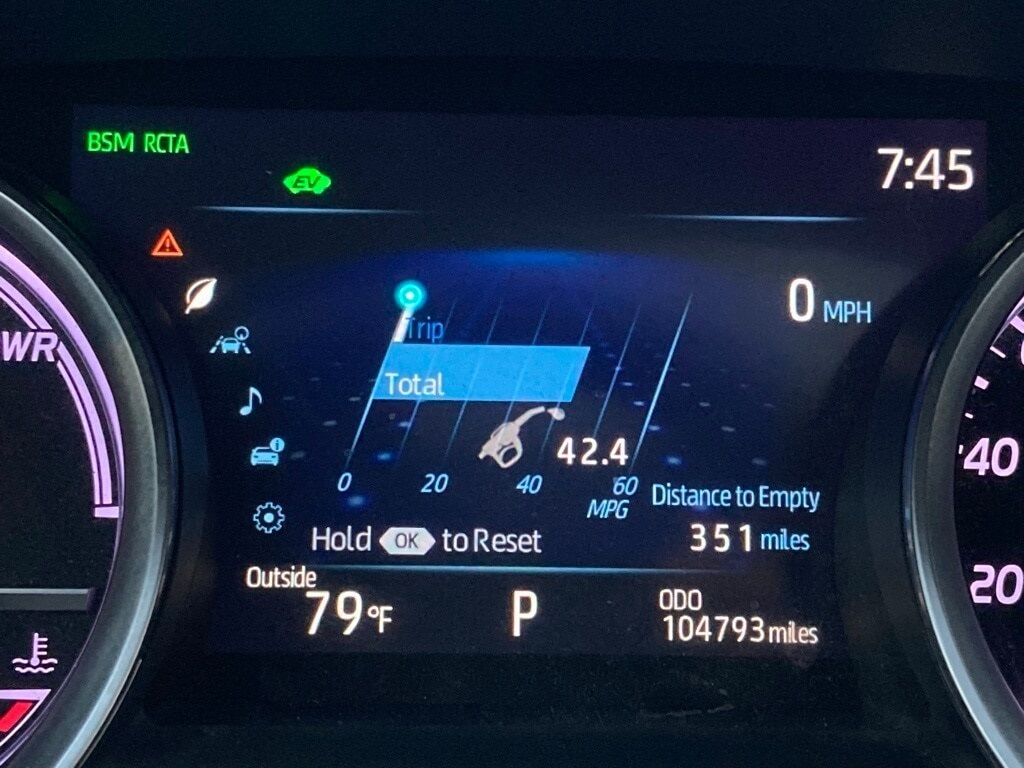 BSM RCTA
EV
7:45
WR
0 MPH
Trip
Total
42.4
0 20 40 60
MPG
Distance to Empty
351 miles
Hold OK to Reset
Outside
79°F
P
ODO
104793 miles
40
20